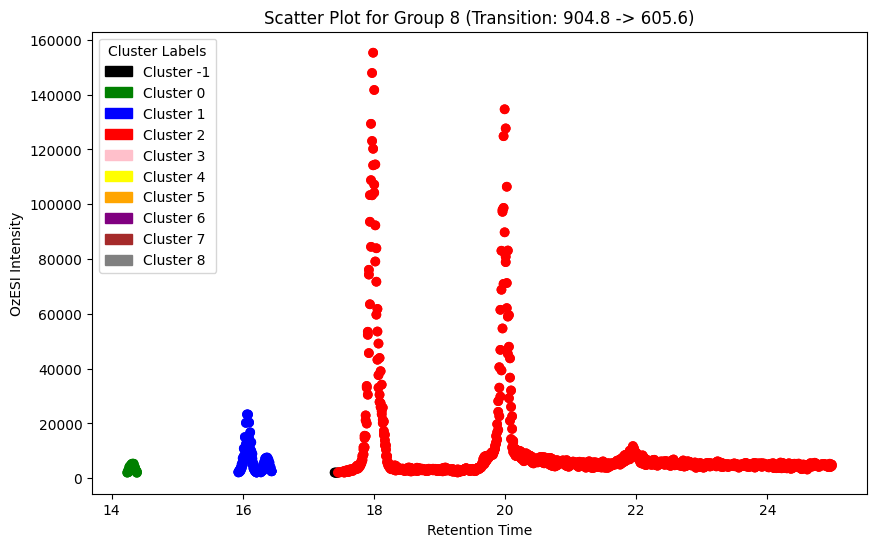 Scatter Plot for Group 8 (Transition: 904.8 -> 605.6)
160000
140000
120000
100000
80000
60000
40000
20000
0
OzESI Intensity
Cluster Labels
Cluster -1
Cluster 0
Cluster 1
Cluster 2
Cluster 3
Cluster 4
Cluster 5
Cluster 6
Cluster 7
Cluster 8
14 16 18 20 22 24
Retention Time